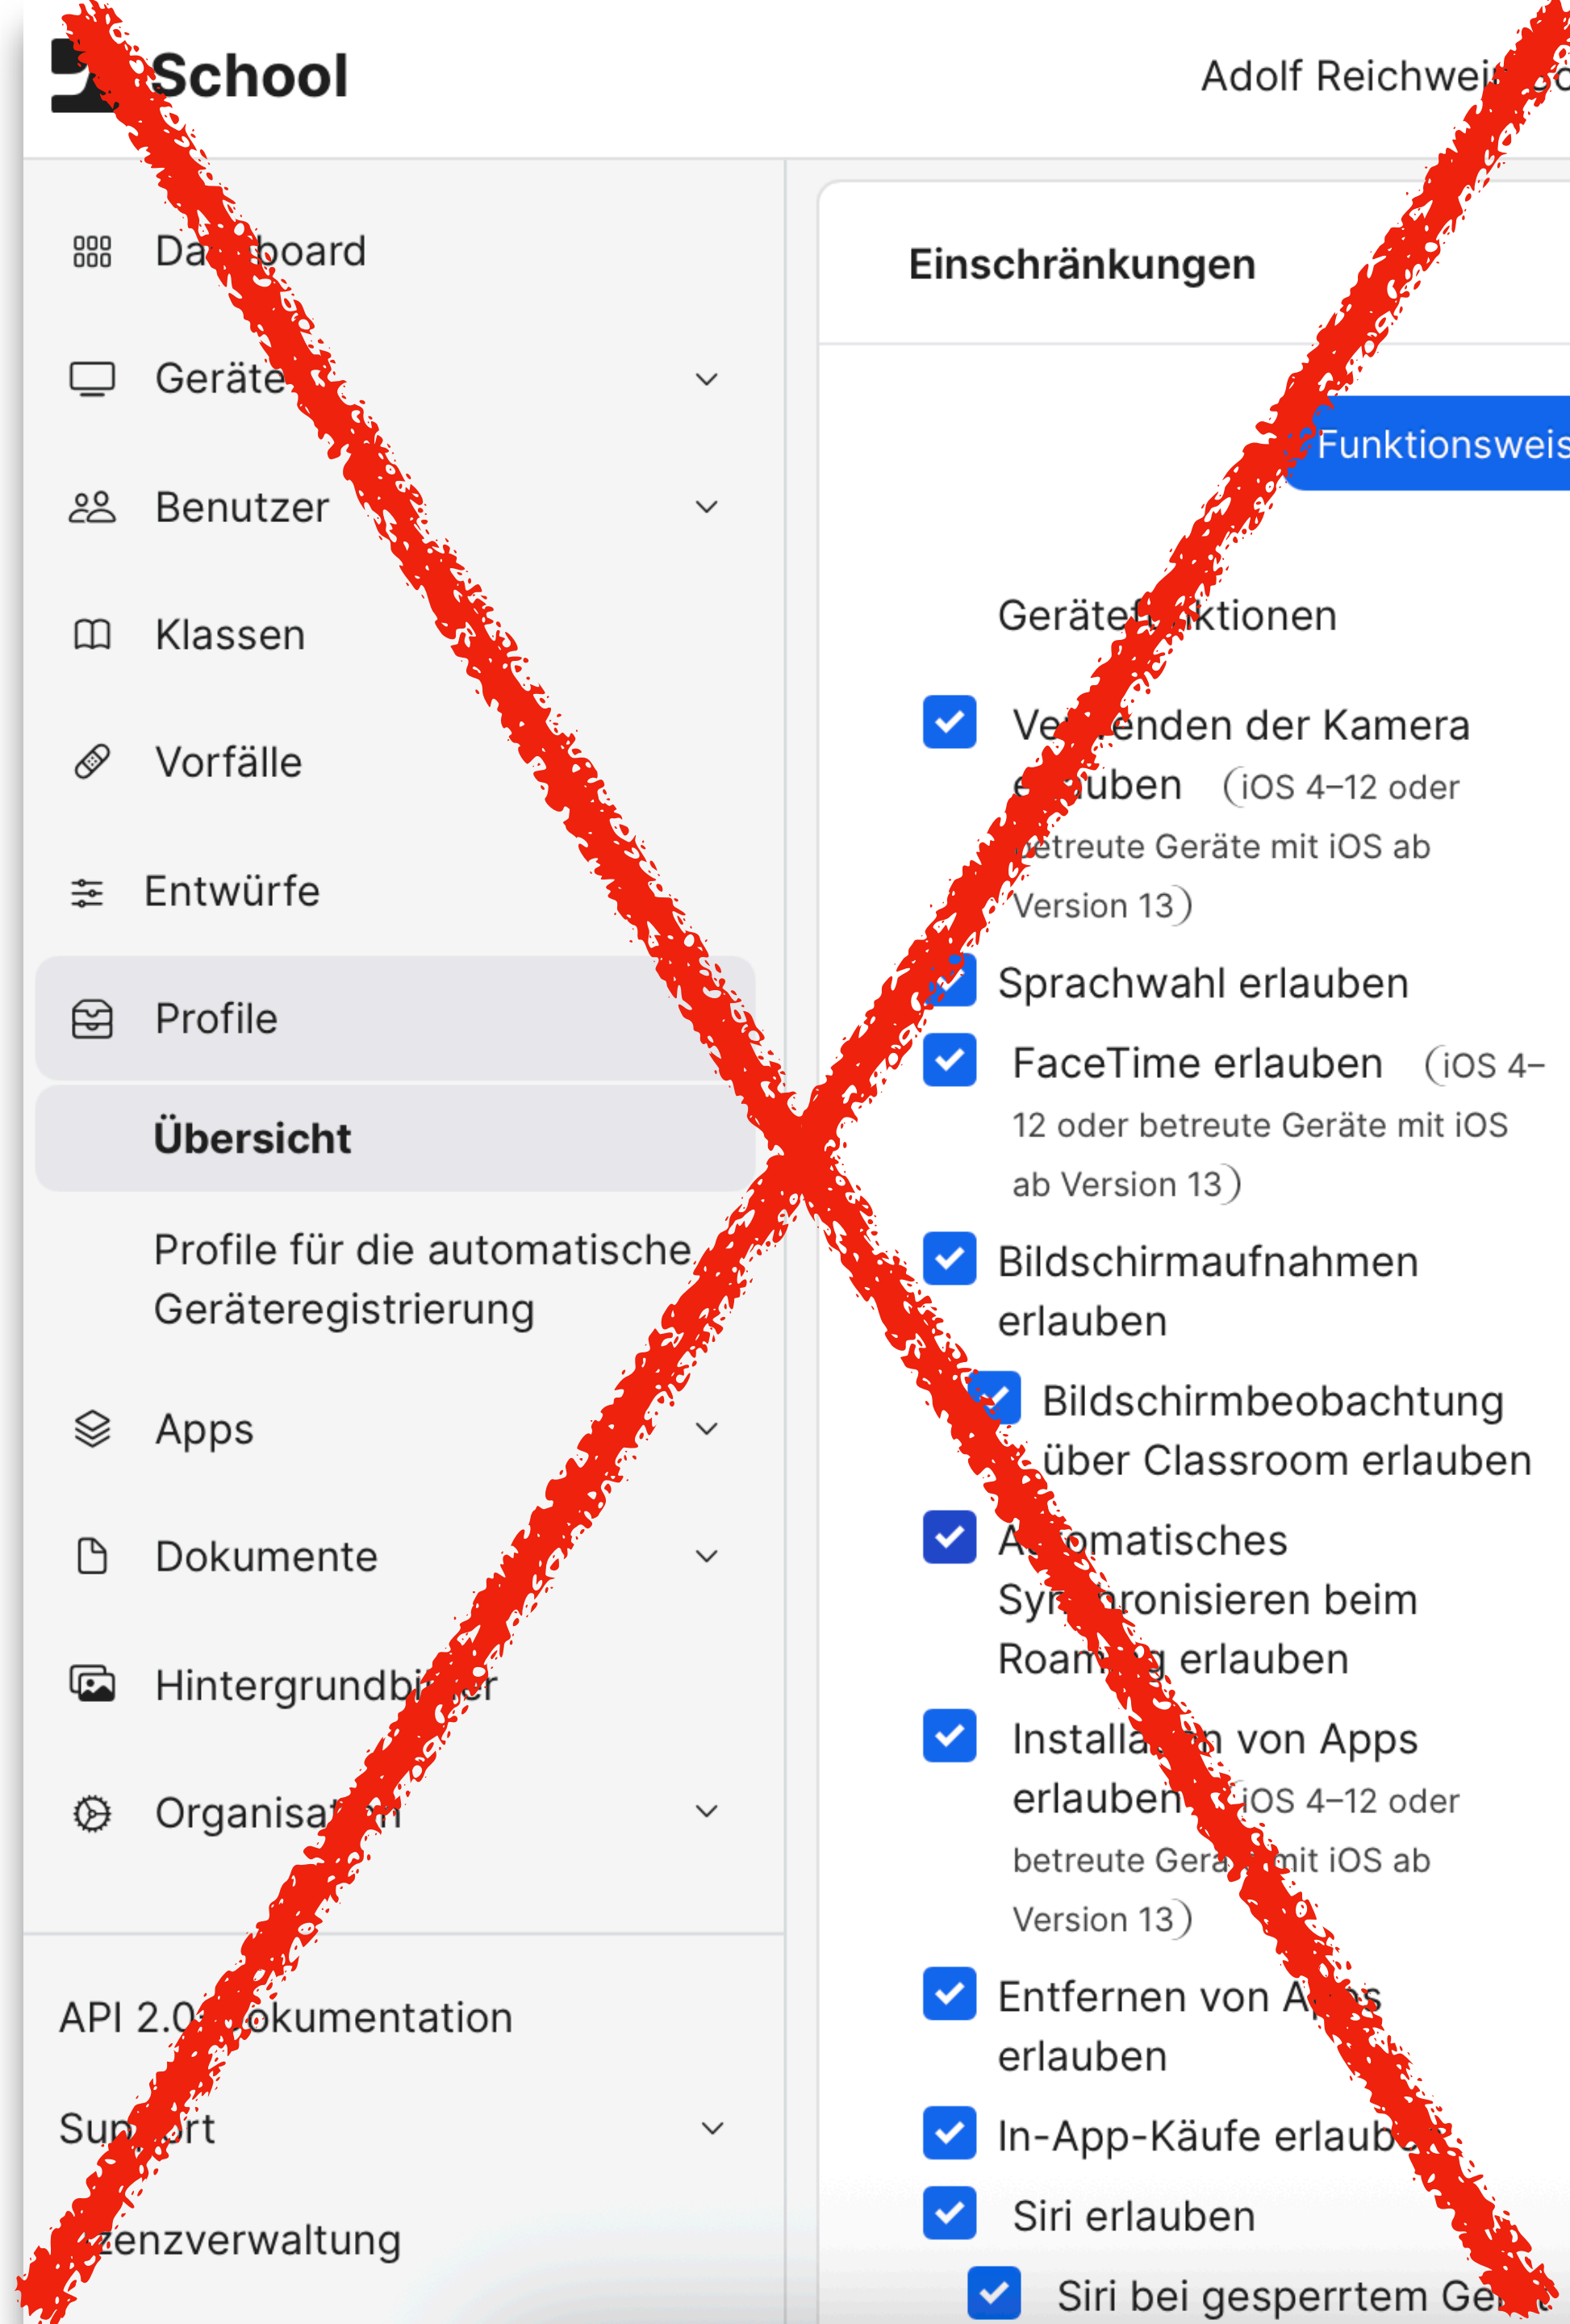 School
Adolf Reichwein
Dashboard
Geräte
Benutzer
Klassen
Vorfälle
Entwürfe
Profile
Übersicht
Profile für die automatische
Geräteregistrierung
Apps
Dokumente
Hintergrundbilder
Organisation
API 2.0-Dokumentation
Support
Einschränkungen
Funktionsweis
Gerätefunktionen
Verwenden der Kamera
erlauben (iOS 4–12 oder
betreute Geräte mit iOS ab
Version 13)
Sprachwahl erlauben
FaceTime erlauben (iOS 4–
12 oder betreute Geräte mit iOS
ab Version 13)
Bildschirmaufnahmen
erlauben
Bildschirmbeobachtung
über Classroom erlauben
Automatisches
Synchronisieren beim
Roaming erlauben
Installation von Apps
erlauben (iOS 4–12 oder
betreute Geräte mit iOS ab
Version 13)
Entfernen von Apps
erlauben
In-App-Käufe erlauben
Siri erlauben
Siri bei gesperrtem